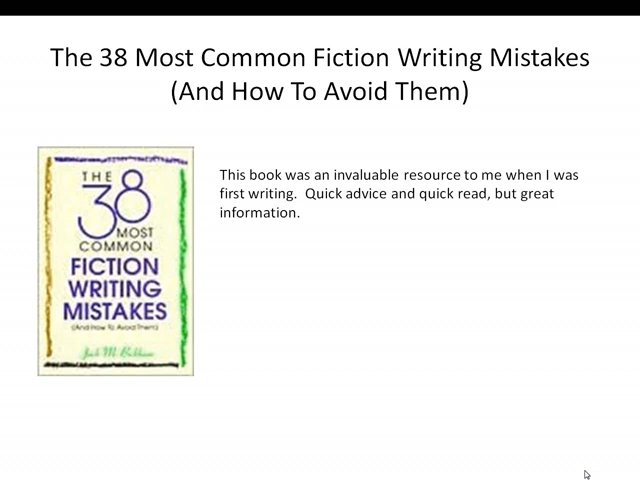 The 38 Most Common Fiction Writing Mistakes
(And How To Avoid Them)
This book was an invaluable resource to me when I was
first writing.  Quick advice and quick read, but great
information.
THE
38
MOST
COMMON
FICTION
WRITING
MISTAKES
(And How To Avoid Them)
Jack M. Bickham